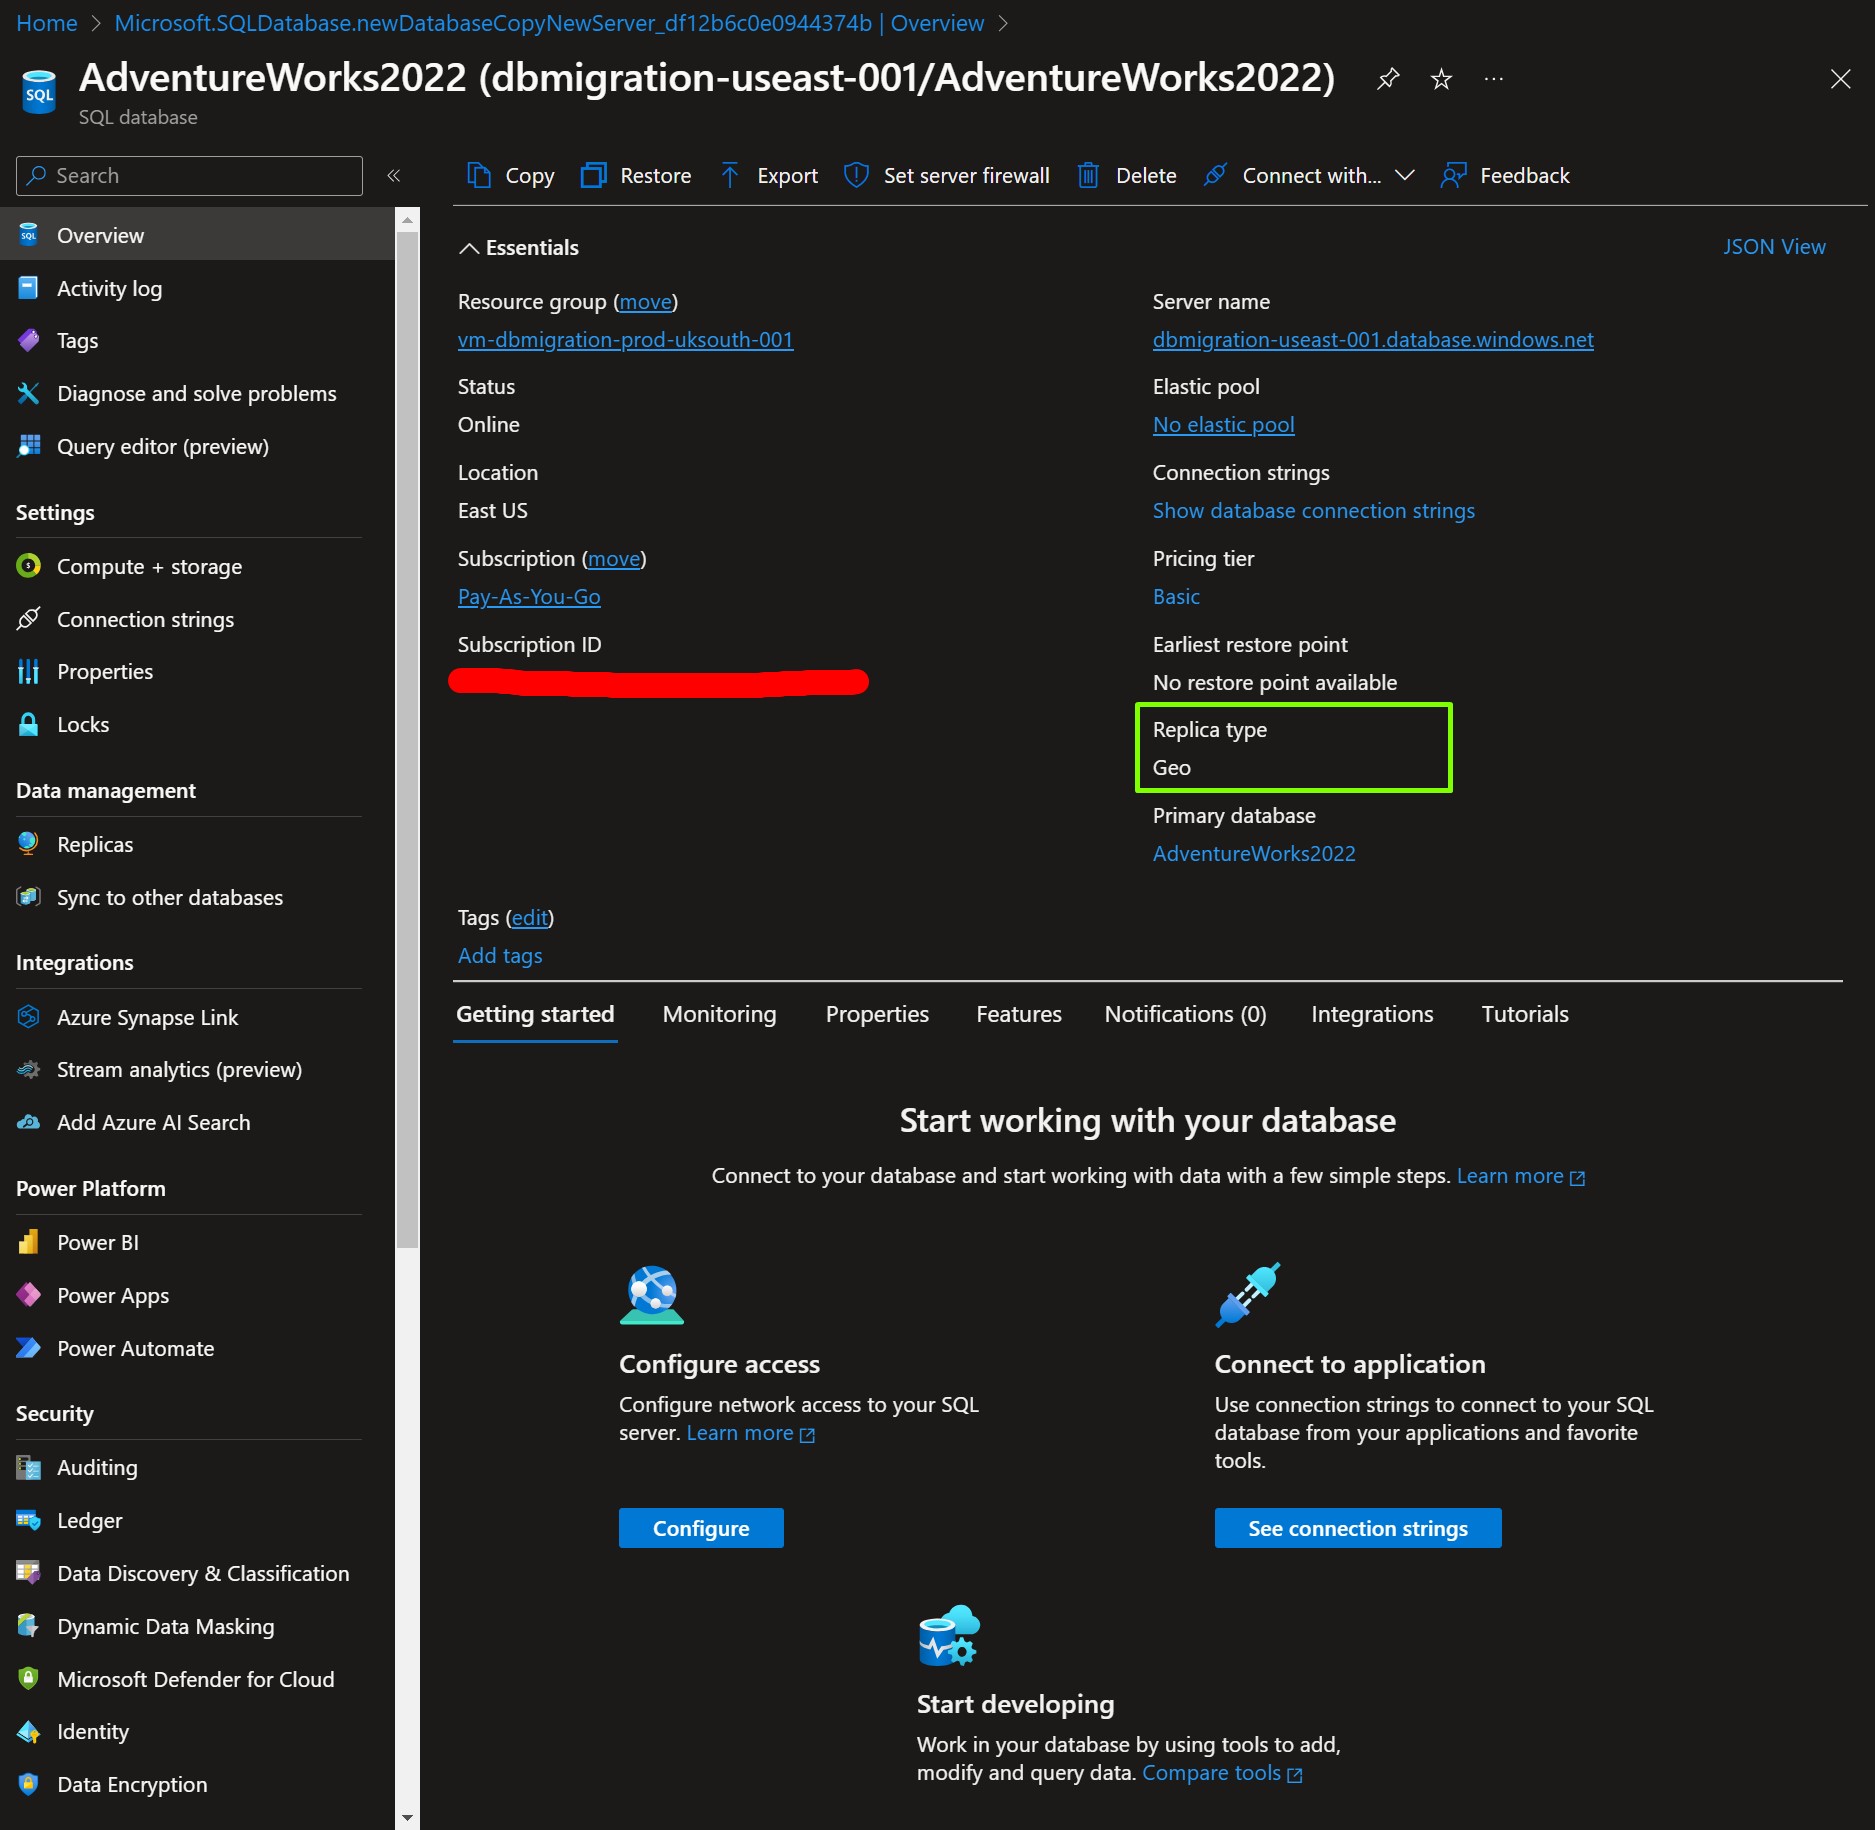 Home > Microsoft.SQLDatabase.newDatabaseCopyNewServer_df12b6c0e0944374b | Overview >
AdventureWorks2022 (dbmigration-useast-001/AdventureWorks2022)
SQL database
SQL
Search
«
Overview
Activity log
Tags
Diagnose and solve problems
Query editor (preview)
Settings
Compute + storage
Connection strings
Properties
Locks
Data management
Replicas
Sync to other databases
Integrations
Azure Synapse Link
Stream analytics (preview)
Add Azure AI Search
Power Platform
Power BI
Power Apps
Power Automate
Security
Auditing
Ledger
Data Discovery & Classification
Dynamic Data Masking
Microsoft Defender for Cloud
Identity
Data Encryption
Copy Restore Export Set server firewall Delete Connect with... Feedback
Essentials
JSON View
Resource group (move)
vm-dbmigration-prod-uksouth-001
Status
Online
Location
East US
Subscription (move)
Pay-As-You-Go
Subscription ID
Server name
dbmigration-useast-001.database.windows.net
Elastic pool
No elastic pool
Connection strings
Show database connection strings
Pricing tier
Basic
Earliest restore point
No restore point available
Replica type
Geo
Primary database
AdventureWorks2022
Tags (edit)
Add tags
Getting started Monitoring Properties Features Notifications (0) Integrations Tutorials
Start working with your database
Connect to your database and start working with data with a few simple steps. Learn more
Configure access
Configure network access to your SQL
server. Learn more
Configure
Connect to application
Use connection strings to connect to your SQL
database from your applications and favorite
tools.
See connection strings
Start developing
Work in your database by using tools to add,
modify and query data. Compare tools